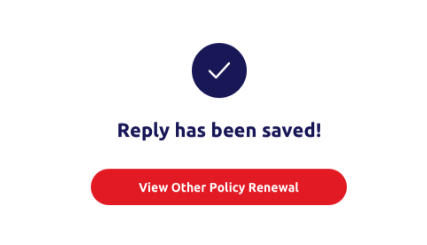 Reply has been saved!
View Other Policy Renewal